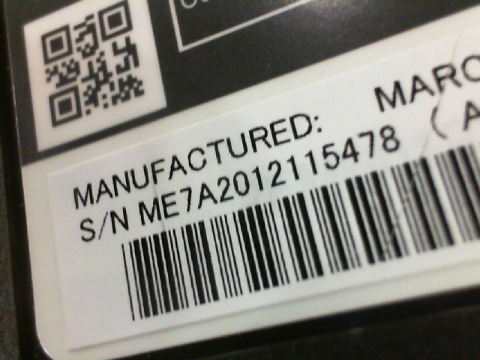 MANUFACTURED: MARC
S/N ME7A2012115478 ( A